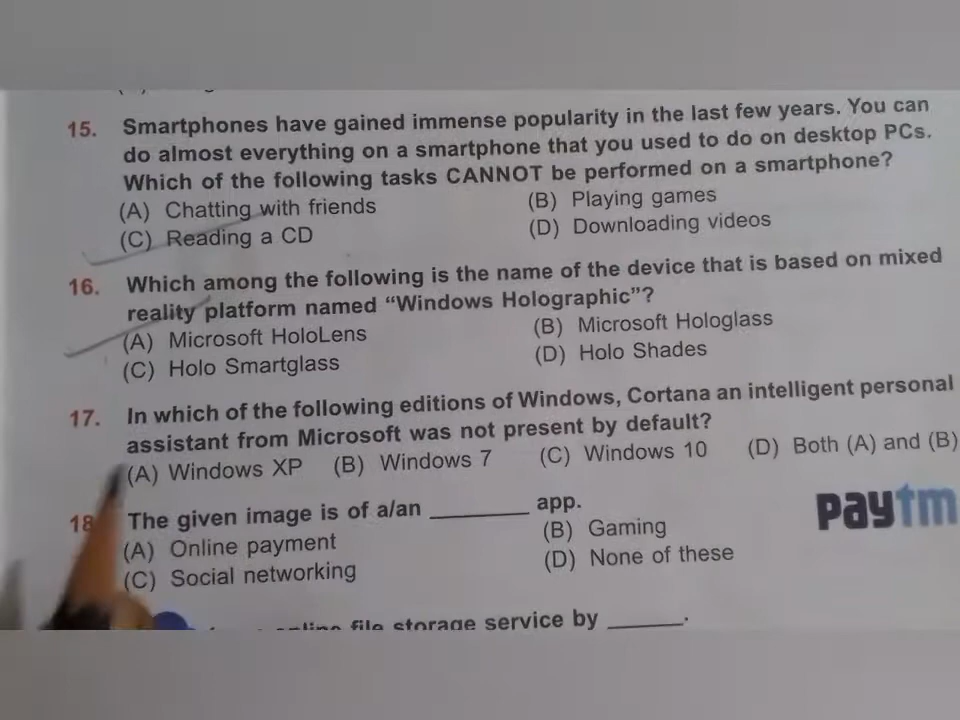 15. Smartphones have gained immense popularity in the last few years. You can
do almost everything on a smartphone that you used to do on desktop PCs.
Which of the following tasks CANNOT be performed on a smartphone?
(A) Chatting with friends (B) Playing games
(C) Reading a CD (D) Downloading videos
16. Which among the following is the name of the device that is based on mixed
reality platform named “Windows Holographic”?
(A) Microsoft HoloLens (B) Microsoft Hologlass
(C) Holo Smartglass (D) Holo Shades
17. In which of the following editions of Windows, Cortana an intelligent personal
assistant from Microsoft was not present by default?
(A) Windows XP (B) Windows 7 (C) Windows 10 (D) Both (A) and (B)
18 The given image is of a/an ________ app.
paytm
(A) Online payment (B) Gaming
(C) Social networking (D) None of these
online file storage service by ______.